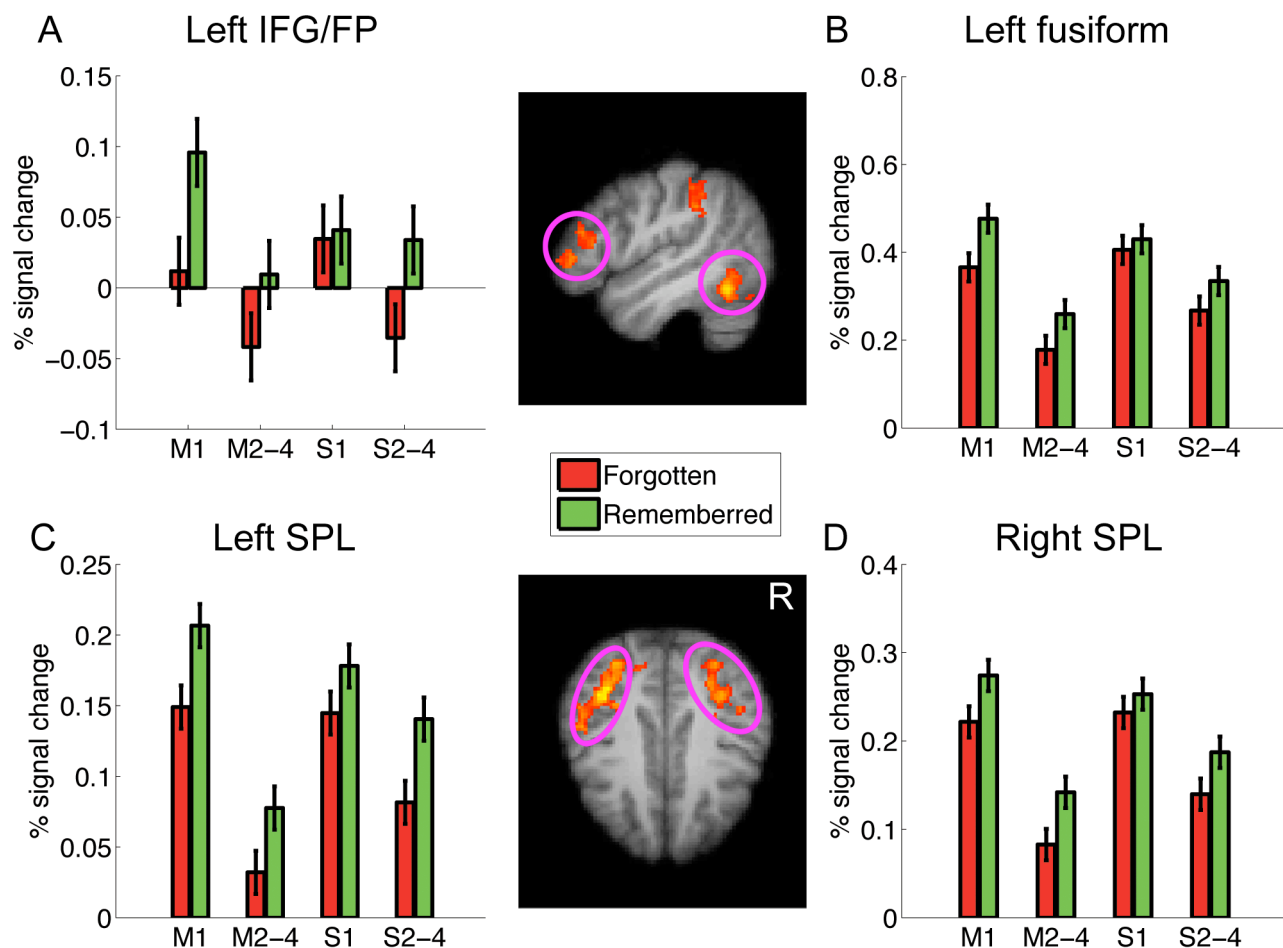 A
Left IFG/FP
% signal change
0.15
0.1
0.05
0
−0.05
−0.1
M1 M2−4 S1 S2−4
B
Left fusiform
% signal change
0.8
0.6
0.4
0.2
0
M1 M2−4 S1 S2−4
Forgotten
Rememberred
C
Left SPL
% signal change
0.25
0.2
0.15
0.1
0.05
0
M1 M2−4 S1 S2−4
R
D
Right SPL
% signal change
0.4
0.3
0.2
0.1
0
M1 M2−4 S1 S2−4